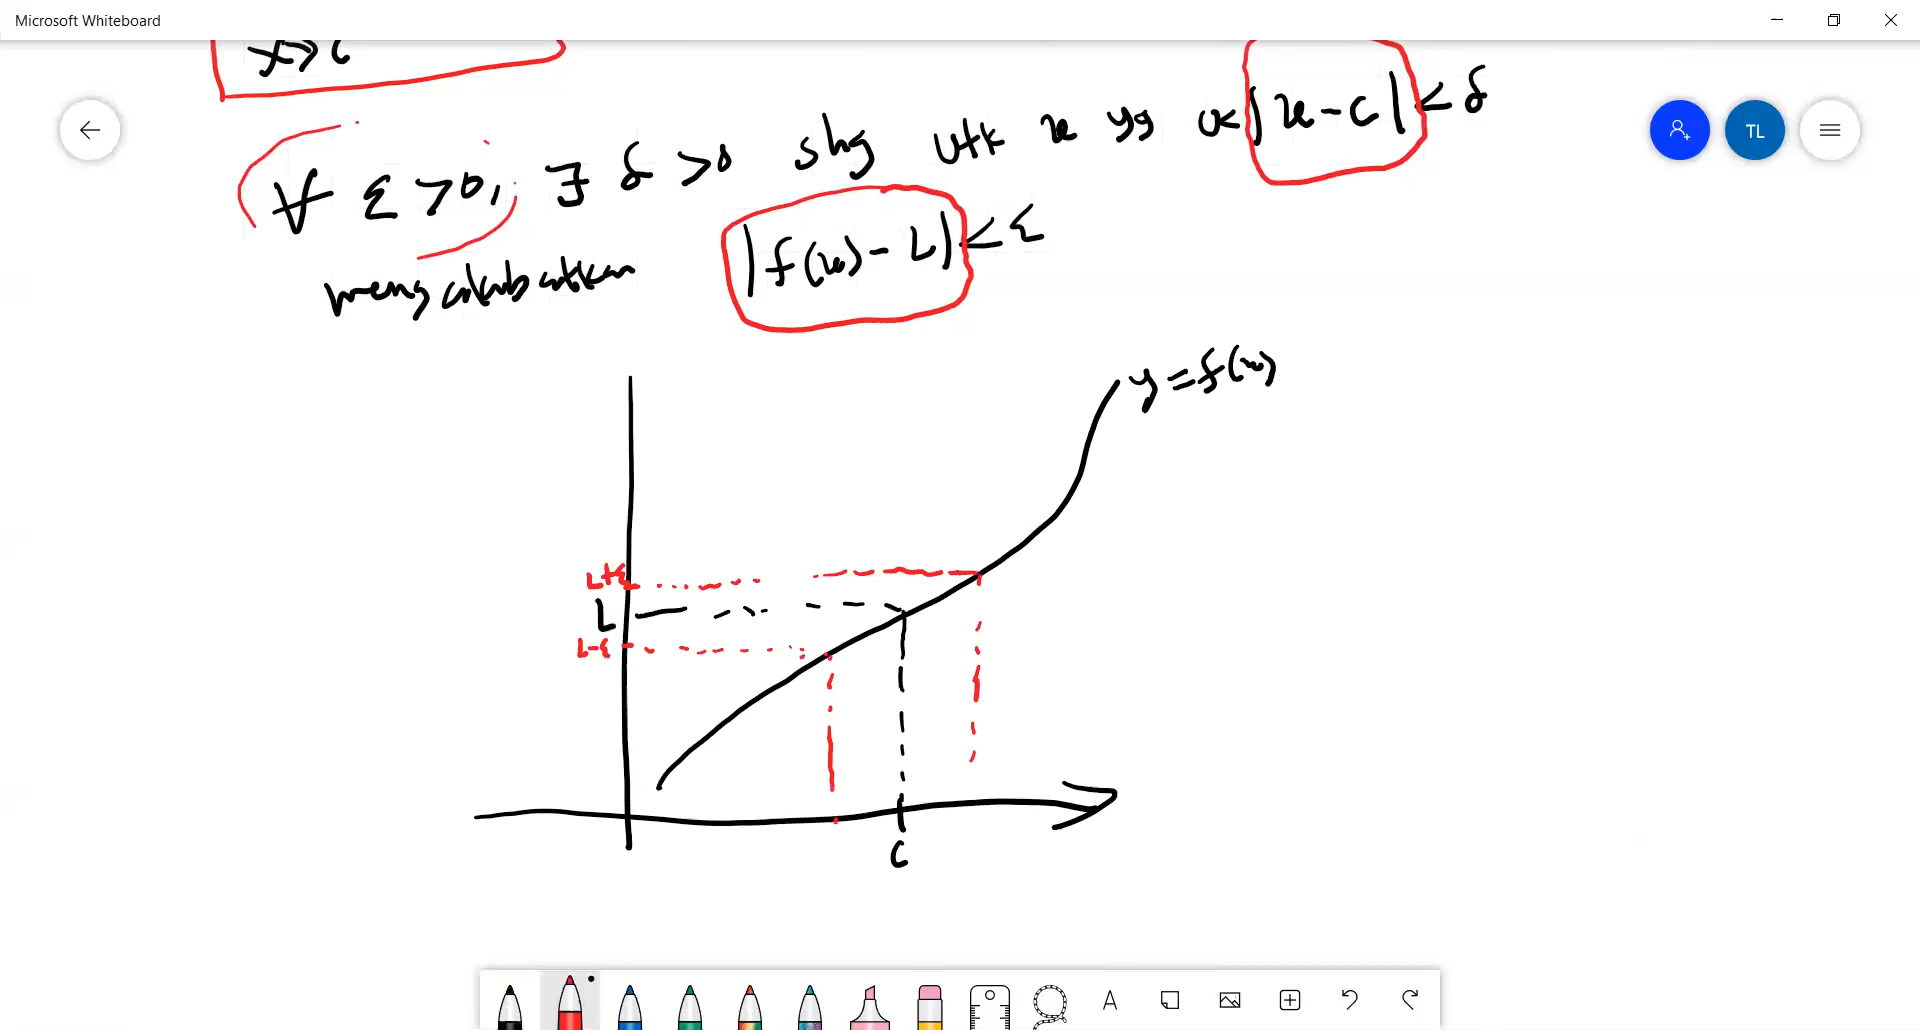 Microsoft Whiteboard
x→c
∀ ε >0, ∃ δ >0 shg utk x yg 0<|x-c|<δ
mengakibatkan |f(x)-L|<ε
y=f(x)
L+ε
L
L-ε
c
TL
A